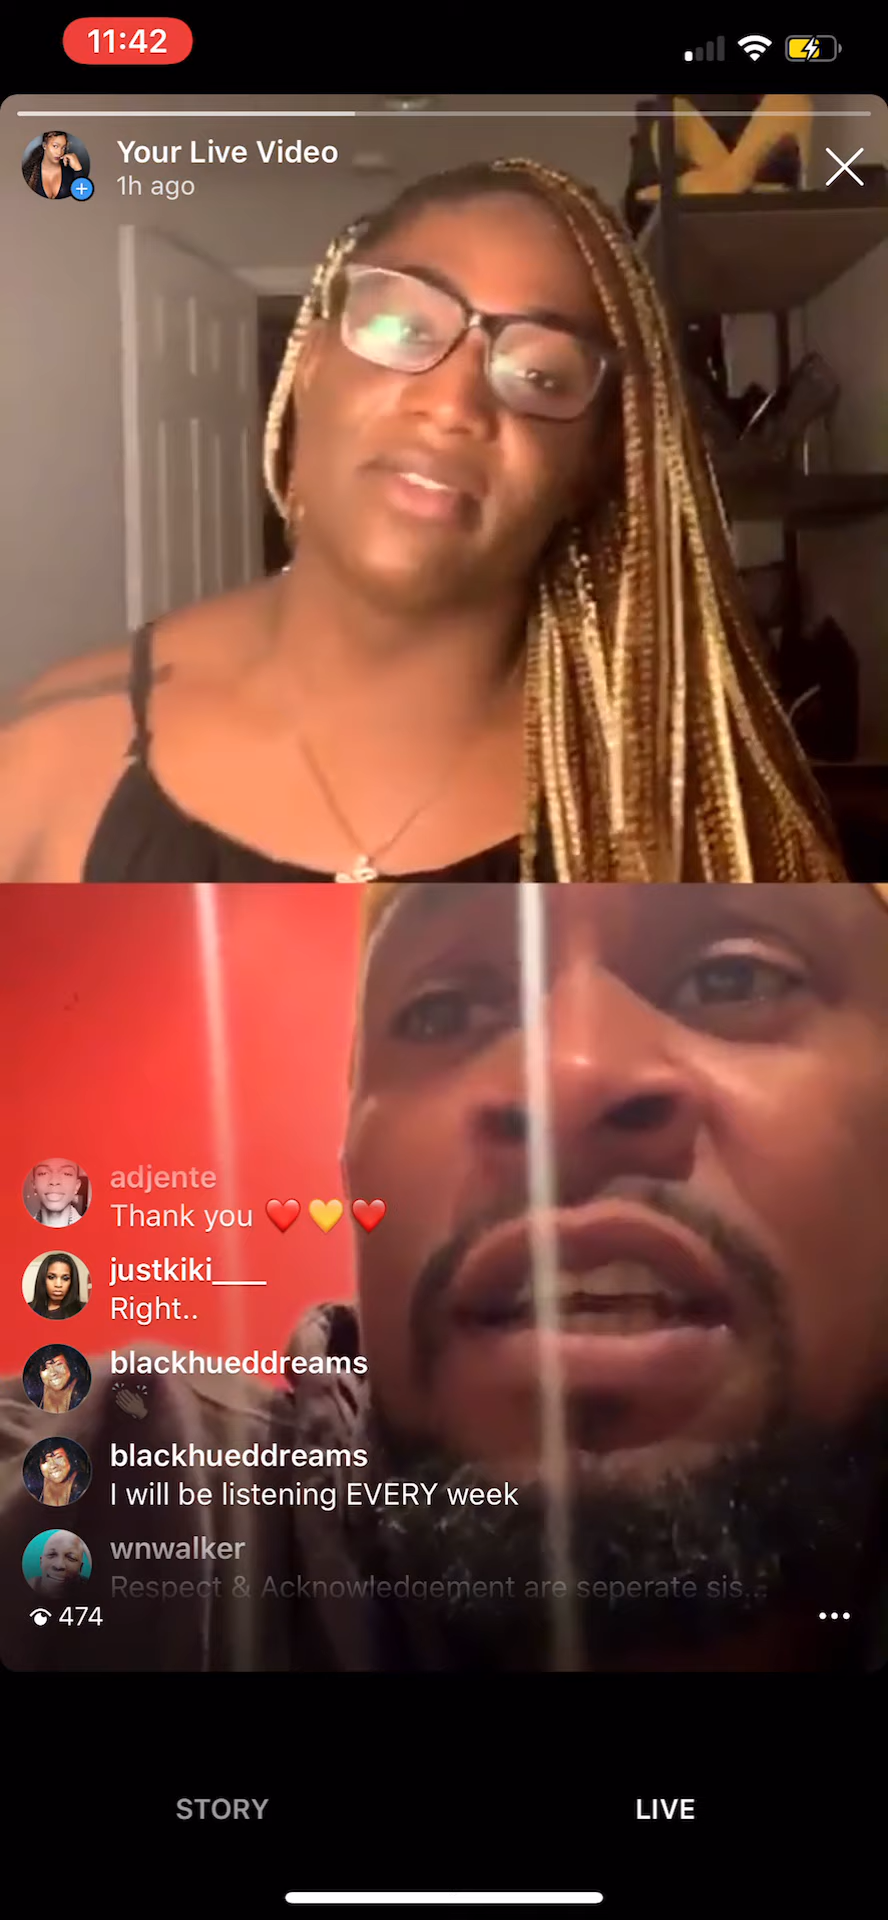 11:42
Your Live Video
1h ago
adjente
Thank you ❤️💛❤️
justkiki____
Right..
blackhueddreams
👏🏿
blackhueddreams
I will be listening EVERY week
wnwalker
Respect & Acknowledgement are seperate sis...
474
STORY
LIVE